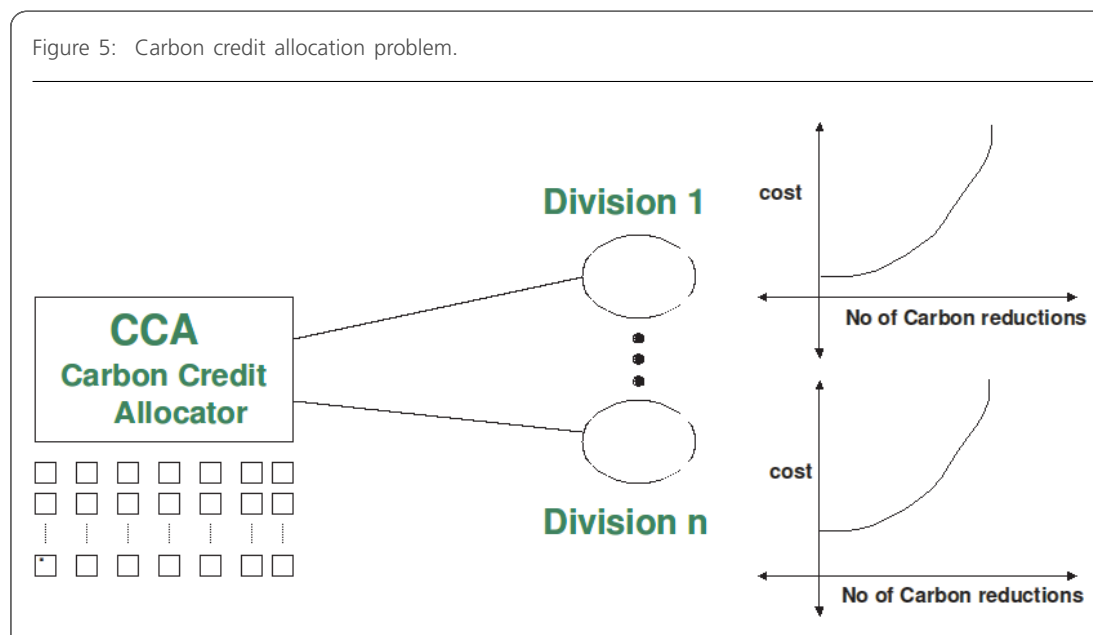 Figure 5: Carbon credit allocation problem.
Division 1
cost
No of Carbon reductions
CCA
Carbon Credit
Allocator
cost
Division n
No of Carbon reductions